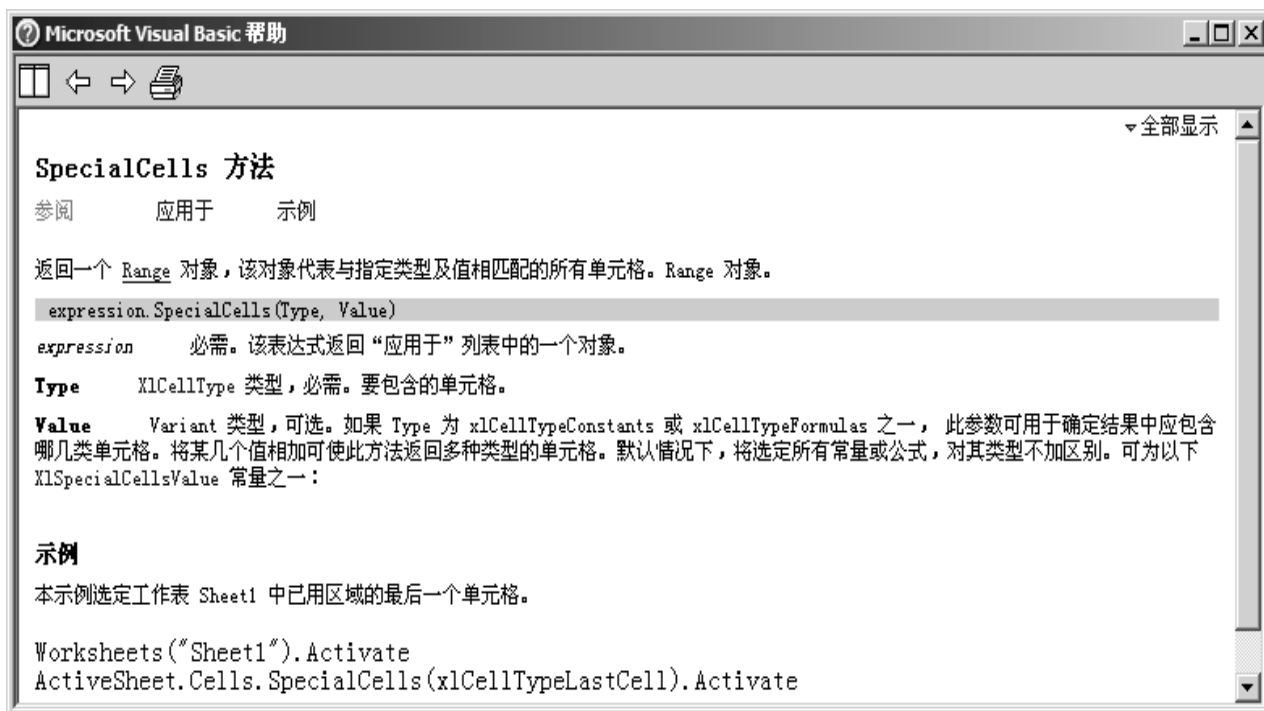 Microsoft Visual Basic 帮助
全部显示
SpecialCells 方法
参阅 应用于 示例
返回一个 Range 对象，该对象代表与指定类型及值相匹配的所有单元格。Range 对象。
expression.SpecialCells(Type, Value)
expression 必需。该表达式返回“应用于”列表中的一个对象。
Type XlCellType 类型，必需。要包含的单元格。
Value Variant 类型，可选。如果 Type 为 xlCellTypeConstants 或 xlCellTypeFormulas 之一， 此参数可用于确定结果中应包含
哪几类单元格。将某几个值相加可使此方法返回多种类型的单元格。默认情况下，将选定所有常量或公式，对其类型不加区别。可为以下
XlSpecialCellsValue 常量之一：
示例
本示例选定工作表 Sheet1 中已用区域的最后一个单元格。
Worksheets("Sheet1").Activate
ActiveSheet.Cells.SpecialCells(xlCellTypeLastCell).Activate